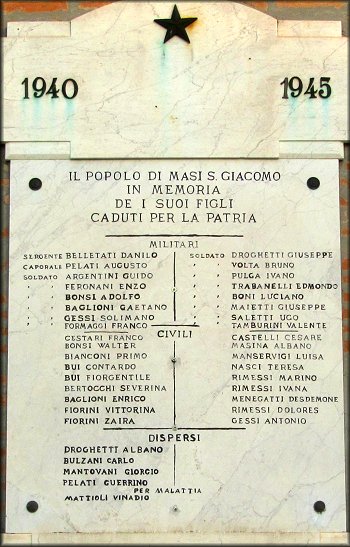 1940 1945
IL POPOLO DI MASI S. GIACOMO
IN MEMORIA
DE I SUOI FIGLI
CADUTI PER LA PATRIA
MILITARI
SERGENTE BELLETATI DANILO
CAPORALE PELATI AUGUSTO
SOLDATO ARGENTINI GUIDO
" FERONANI ENZO
" BONSI ADOLFO
" BAGLIONI GAETANO
" GESSI SOLIMANO
FORMAGGI FRANCO
SOLDATO DROGHETTI GIUSEPPE
" VOLTA BRUNO
" PULGA IVANO
" TRABANELLI EDMONDO
" BONI LUCIANO
" MAIETTI GIUSEPPE
" SALETTI UGO
TAMBURINI VALENTE
CIVILI
CESTARI FRANCO
BONSI WALTER
BIANCONI PRIMO
BUI CONTARDO
BUI FIORGENTILE
BERTOCCHI SEVERINA
BAGLIONI ENRICO
FIORINI VITTORINA
FIORINI ZAIRA
CASTELLI CESARE
MASINA ALBANO
MANSERVIGI LUISA
NASCI TERESA
RIMESSI MARINO
RIMESSI IVANA
MENEGATTI DESDEMONE
RIMESSI DOLORES
GESSI ANTONIO
DISPERSI
DROGHETTI ALBANO
BULZANI CARLO
MANTOVANI GIORGIO
PELATI GUERRINO
PER MALATTIA
MATTIOLI VINADIO